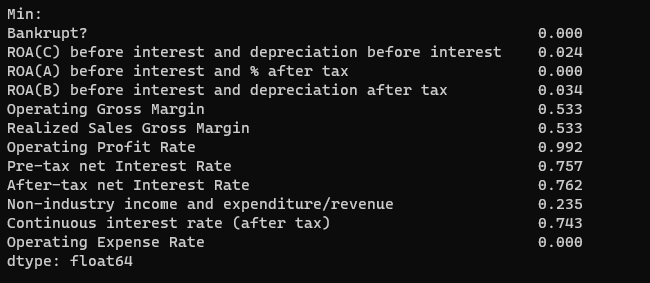 Min:
Bankrupt? 0.000
ROA(C) before interest and depreciation before interest 0.024
ROA(A) before interest and % after tax 0.000
ROA(B) before interest and depreciation after tax 0.034
Operating Gross Margin 0.533
Realized Sales Gross Margin 0.533
Operating Profit Rate 0.992
Pre-tax net Interest Rate 0.757
After-tax net Interest Rate 0.762
Non-industry income and expenditure/revenue 0.235
Continuous interest rate (after tax) 0.743
Operating Expense Rate 0.000
dtype: float64